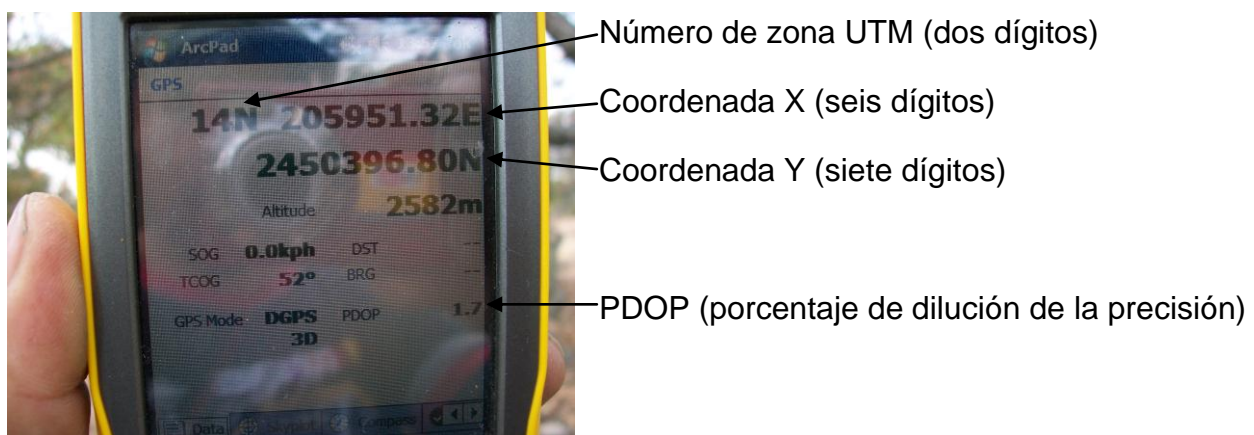 ArcPad
Número de zona UTM (dos dígitos)
GPS
14N 205951.32E
Coordenada X (seis dígitos)
2450396.80N
Coordenada Y (siete dígitos)
Altitude 2582m
SOG 0.0kph DST --
TCOG 52° BRG --
GPS Mode DGPS PDOP 1.7
3D
PDOP (porcentaje de dilución de la precisión)
Data Skyplot Compass